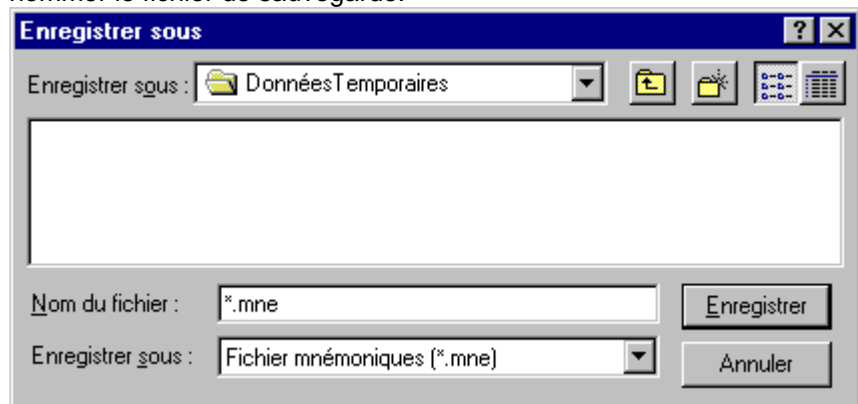 nommer le fichier de sauvegarde.
Enregistrer sous
Enregistrer sous : DonnéesTemporaires
Nom du fichier : *.mne Enregistrer
Enregistrer sous : Fichier mnémoniques (*.mne) Annuler